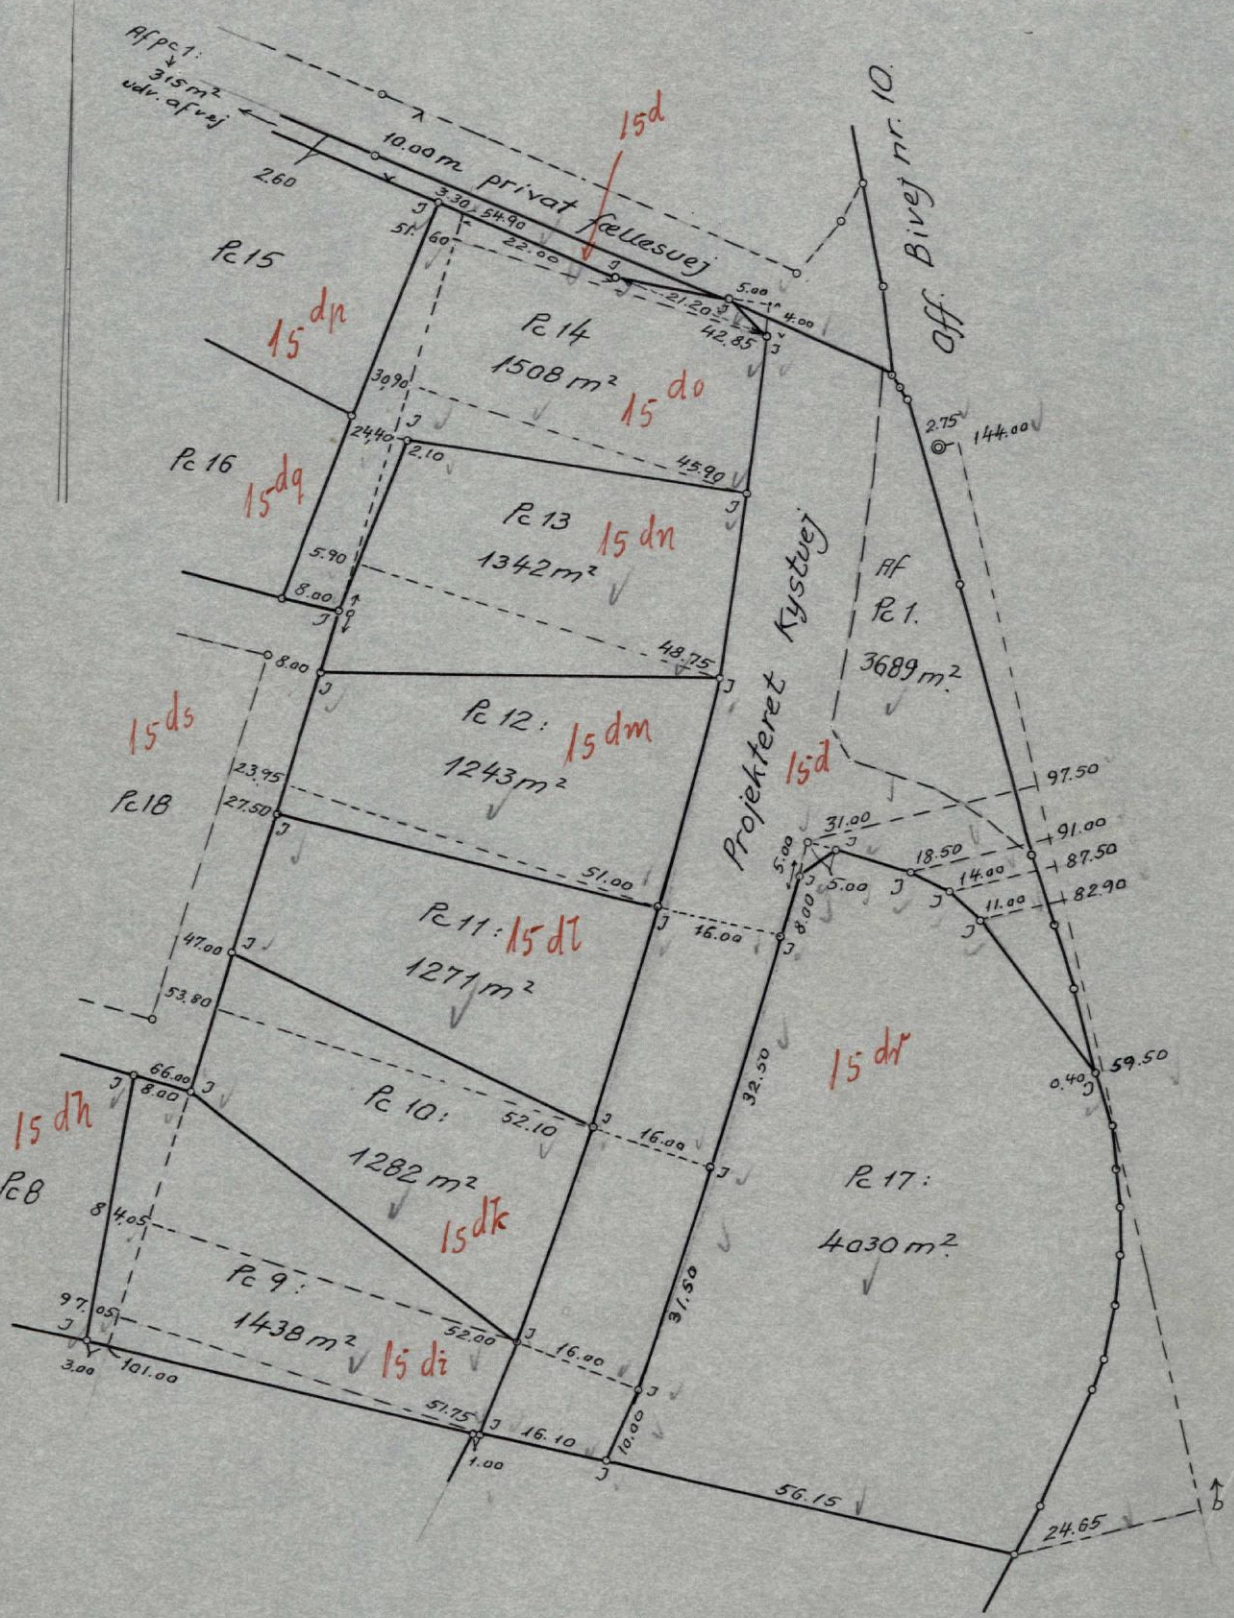 Af pc 1:
315 m²
udv. af vej
2.60
10.00 m privat fællesvej
15 d
Off. Bivej nr. 10.
3.30
54.90
51.60
22.00
21.20
42.85
5.00
4.00
Pc 15
15 dp
Pc 14
1508 m²
15 do
30,90
24,40
2.10
45.90
2.75
144.00
Pc 16
15 dq
Pc 13
1342 m²
15 dn
5.90
8.00
48.75
Projekteret Kystvej
Af
Pc 1.
3689 m².
15 d
8.00
15 ds
Pc 12:
1243 m²
15 dm
23.95
27.50
Pc 18
51.00
97.50
31.00
91.00
5.00
5.00
18.50
87.50
14.00
82.90
11.00
8.00
Pc 11:
1271 m²
15 dl
16.00
47.00
53.80
15 dr
32.50
59.50
0.40
66.00
8.00
15 dh
Pc 8
Pc 10:
1282 m²
15 dk
52.10
16.00
Pc 17:
4030 m².
84.05
Pc 9:
1438 m²
15 di
52.00
16.00
31.50
97.05
3.00
101.00
51.75
1.00
16.10
10.00
56.15
24.65
b